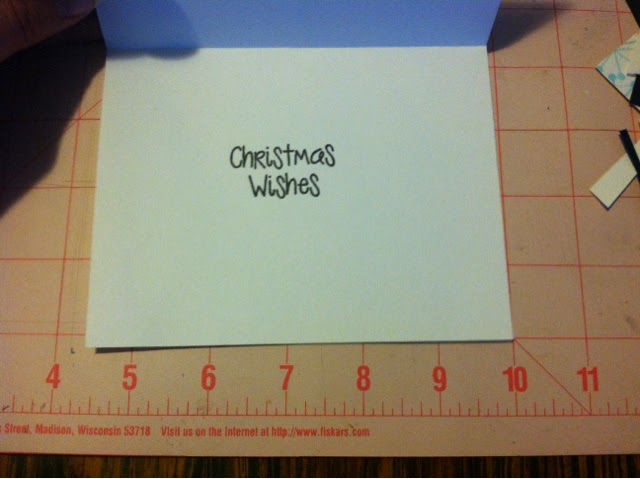 Christmas
Wishes
4 5 6 7 8 9 10 11
Street, Madison, Wisconsin 53718 Visit us on the Internet at http://www.fiskars.com